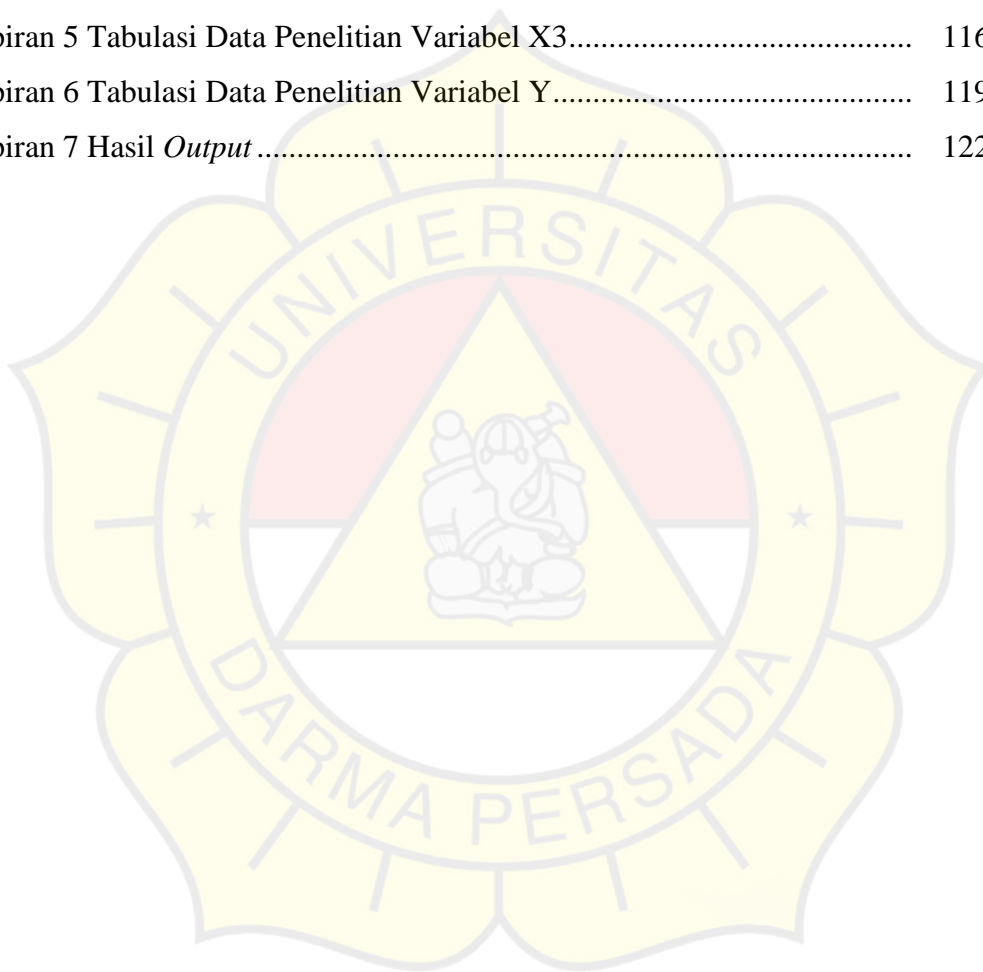 piran 5 Tabulasi Data Penelitian Variabel X3......................................... 116
piran 6 Tabulasi Data Penelitian Variabel Y........................................... 119
piran 7 Hasil Output .............................................................................. 122
UNIVERSITAS
DARMA PERSADA